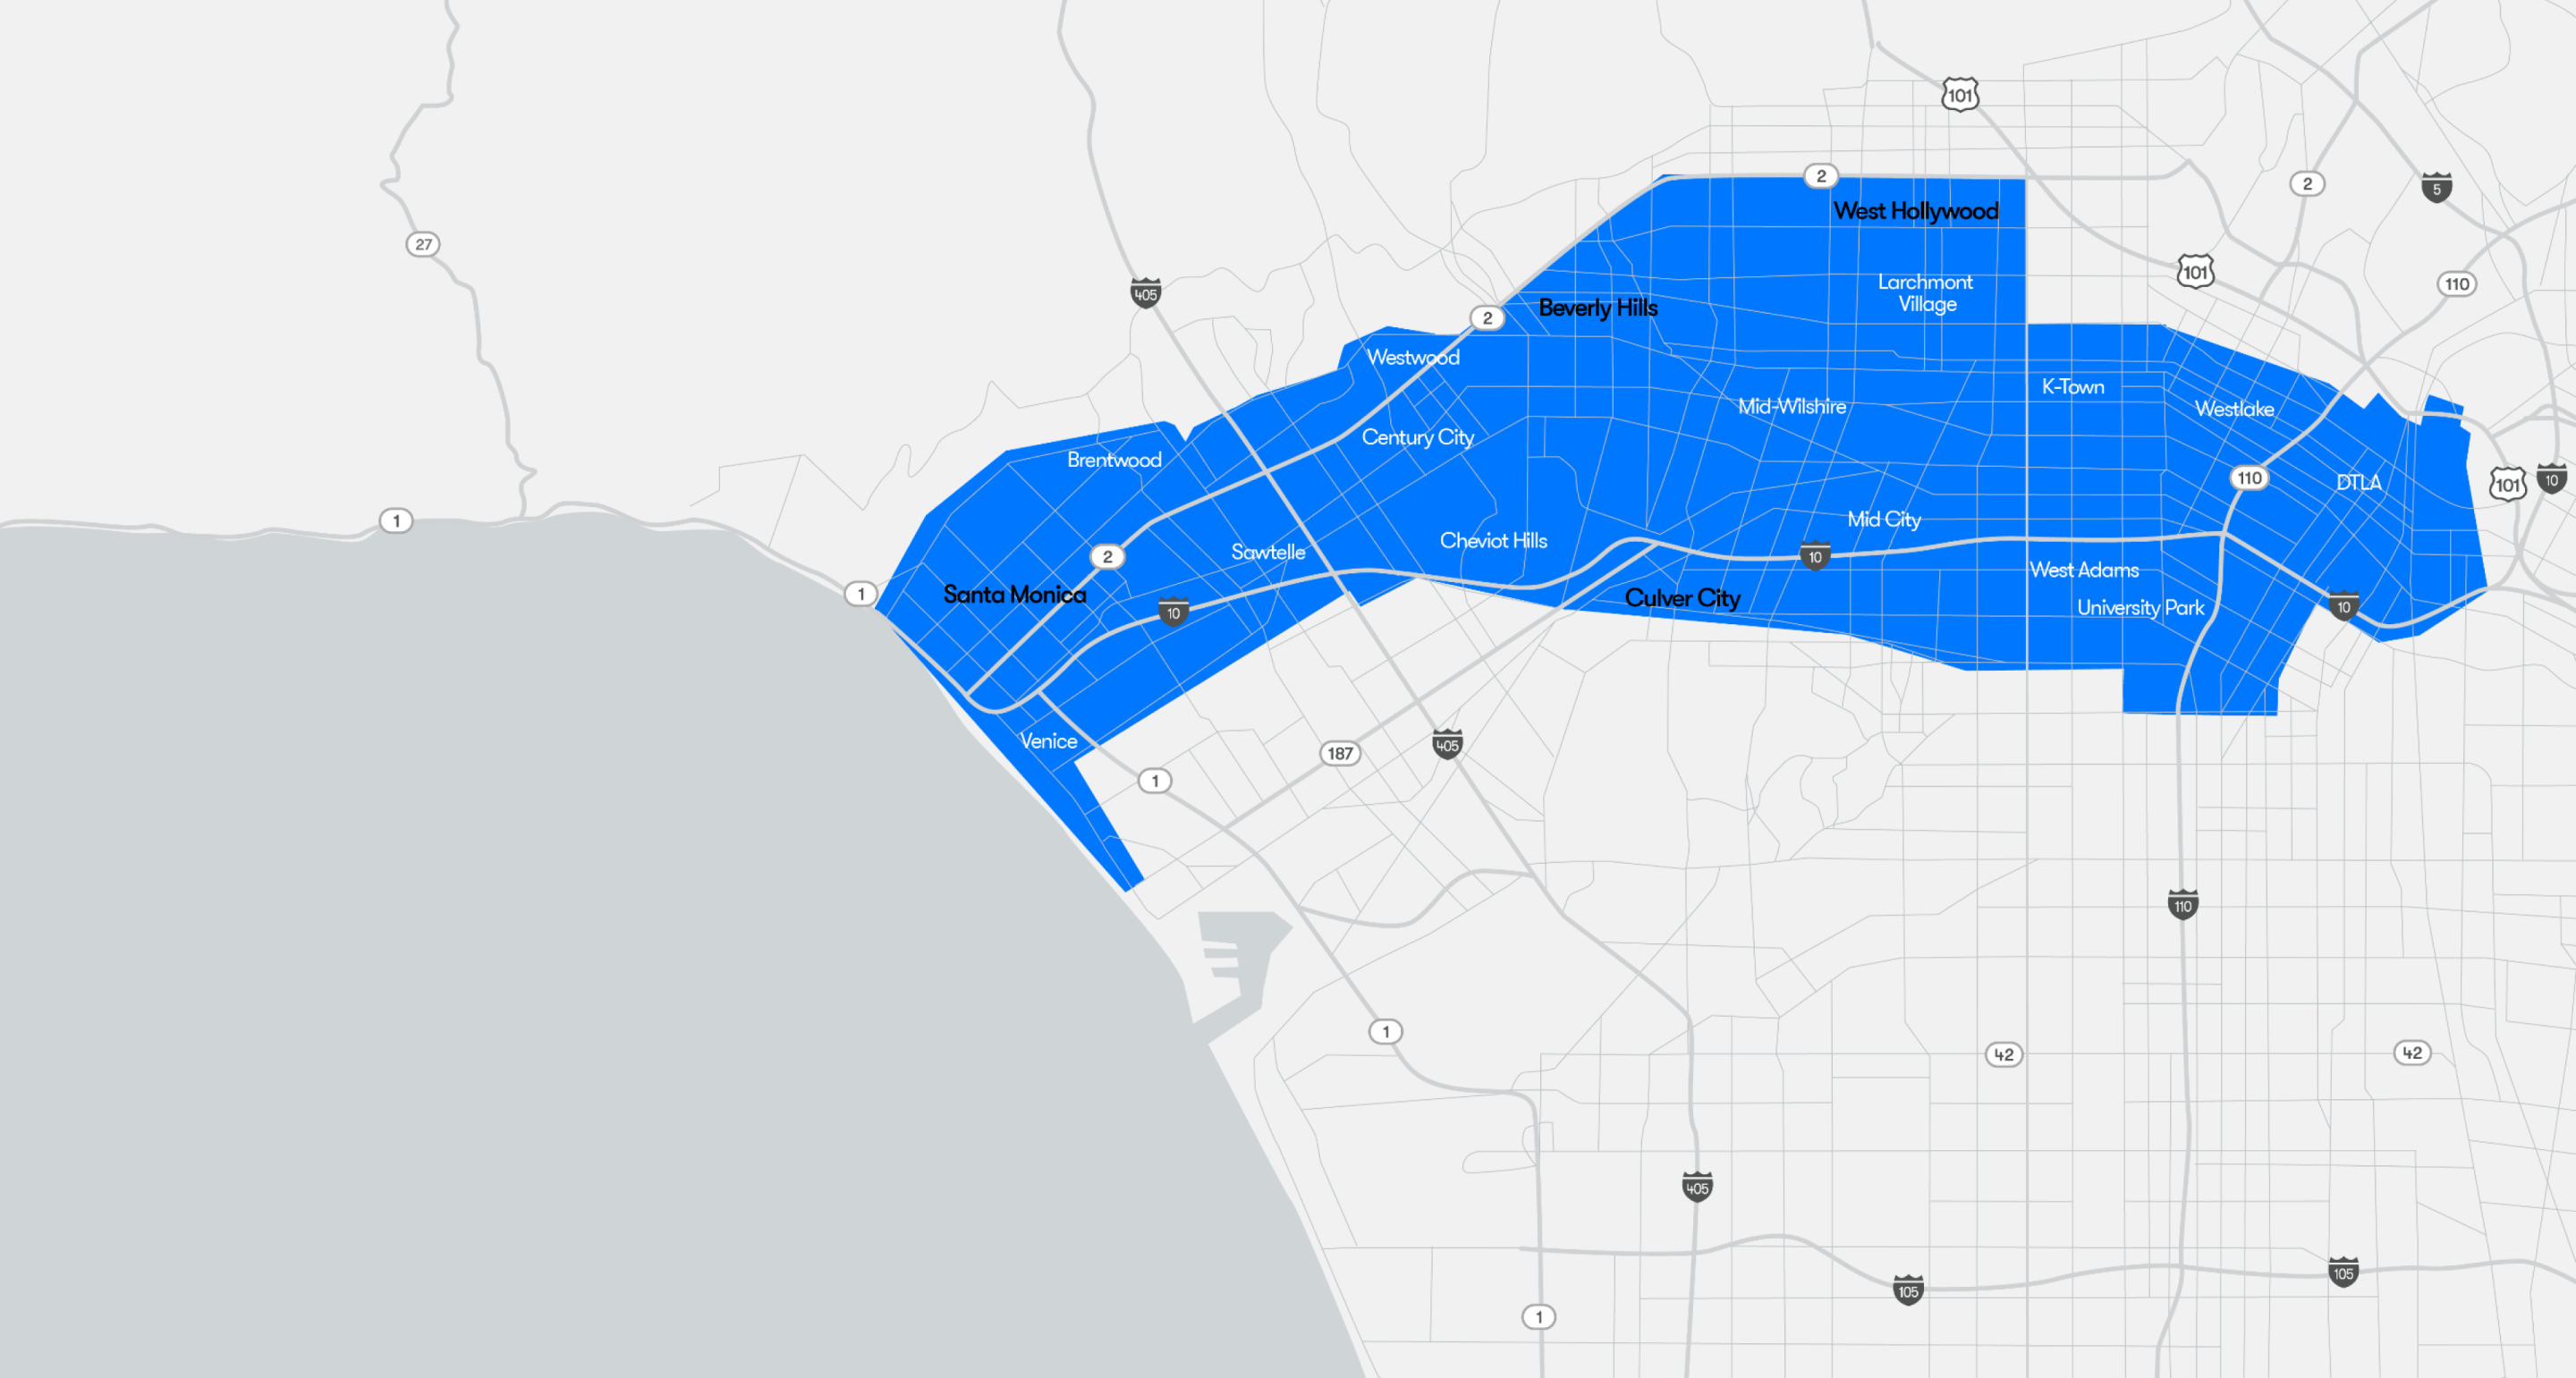 101
2
West Hollywood
2
5
27
101
Larchmont
Village
110
405
Beverly Hills
2
Westwood
K-Town
Mid-Wilshire
Westlake
Century City
Brentwood
110
DTLA
101
10
1
Mid City
Cheviot Hills
Sawtelle
2
10
West Adams
1
Santa Monica
Culver City
10
University Park
10
Venice
405
187
1
110
1
42
42
405
105
105
1